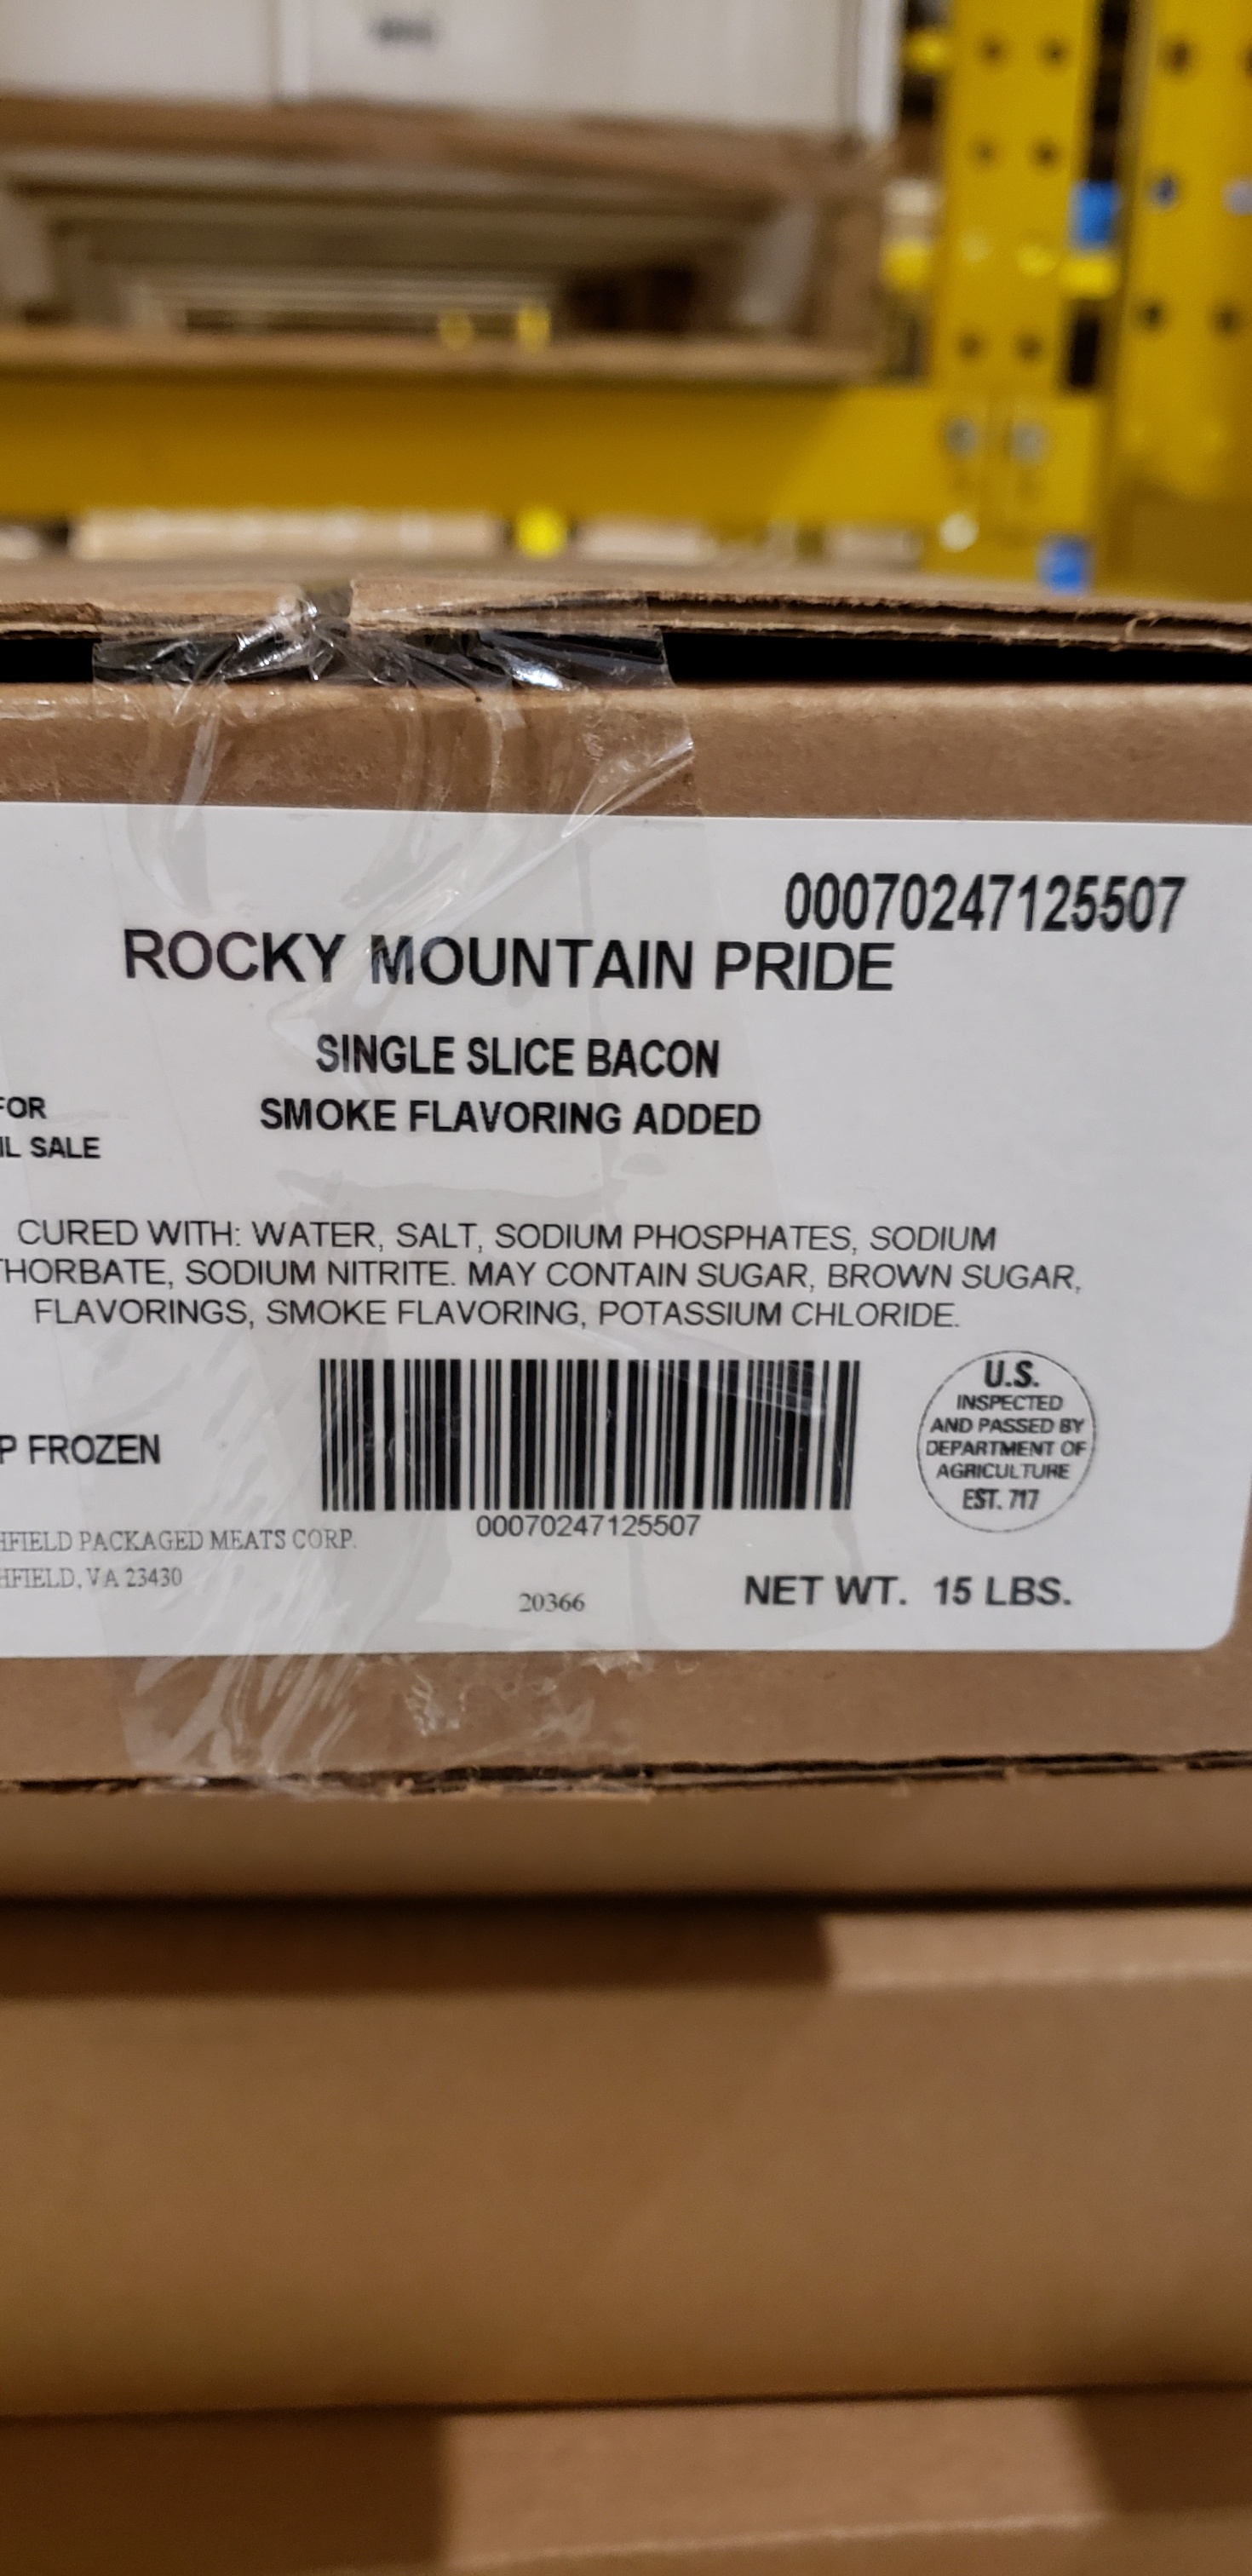 00070247125507
ROCKY MOUNTAIN PRIDE
SINGLE SLICE BACON
SMOKE FLAVORING ADDED
FOR
IL SALE
CURED WITH: WATER, SALT, SODIUM PHOSPHATES, SODIUM
THORBATE, SODIUM NITRITE. MAY CONTAIN SUGAR, BROWN SUGAR,
FLAVORINGS, SMOKE FLAVORING, POTASSIUM CHLORIDE.
U.S.
INSPECTED
AND PASSED BY
DEPARTMENT OF
AGRICULTURE
EST. 717
P FROZEN
00070247125507
HFIELD PACKAGED MEATS CORP.
HFIELD, VA 23430
20366
NET WT. 15 LBS.